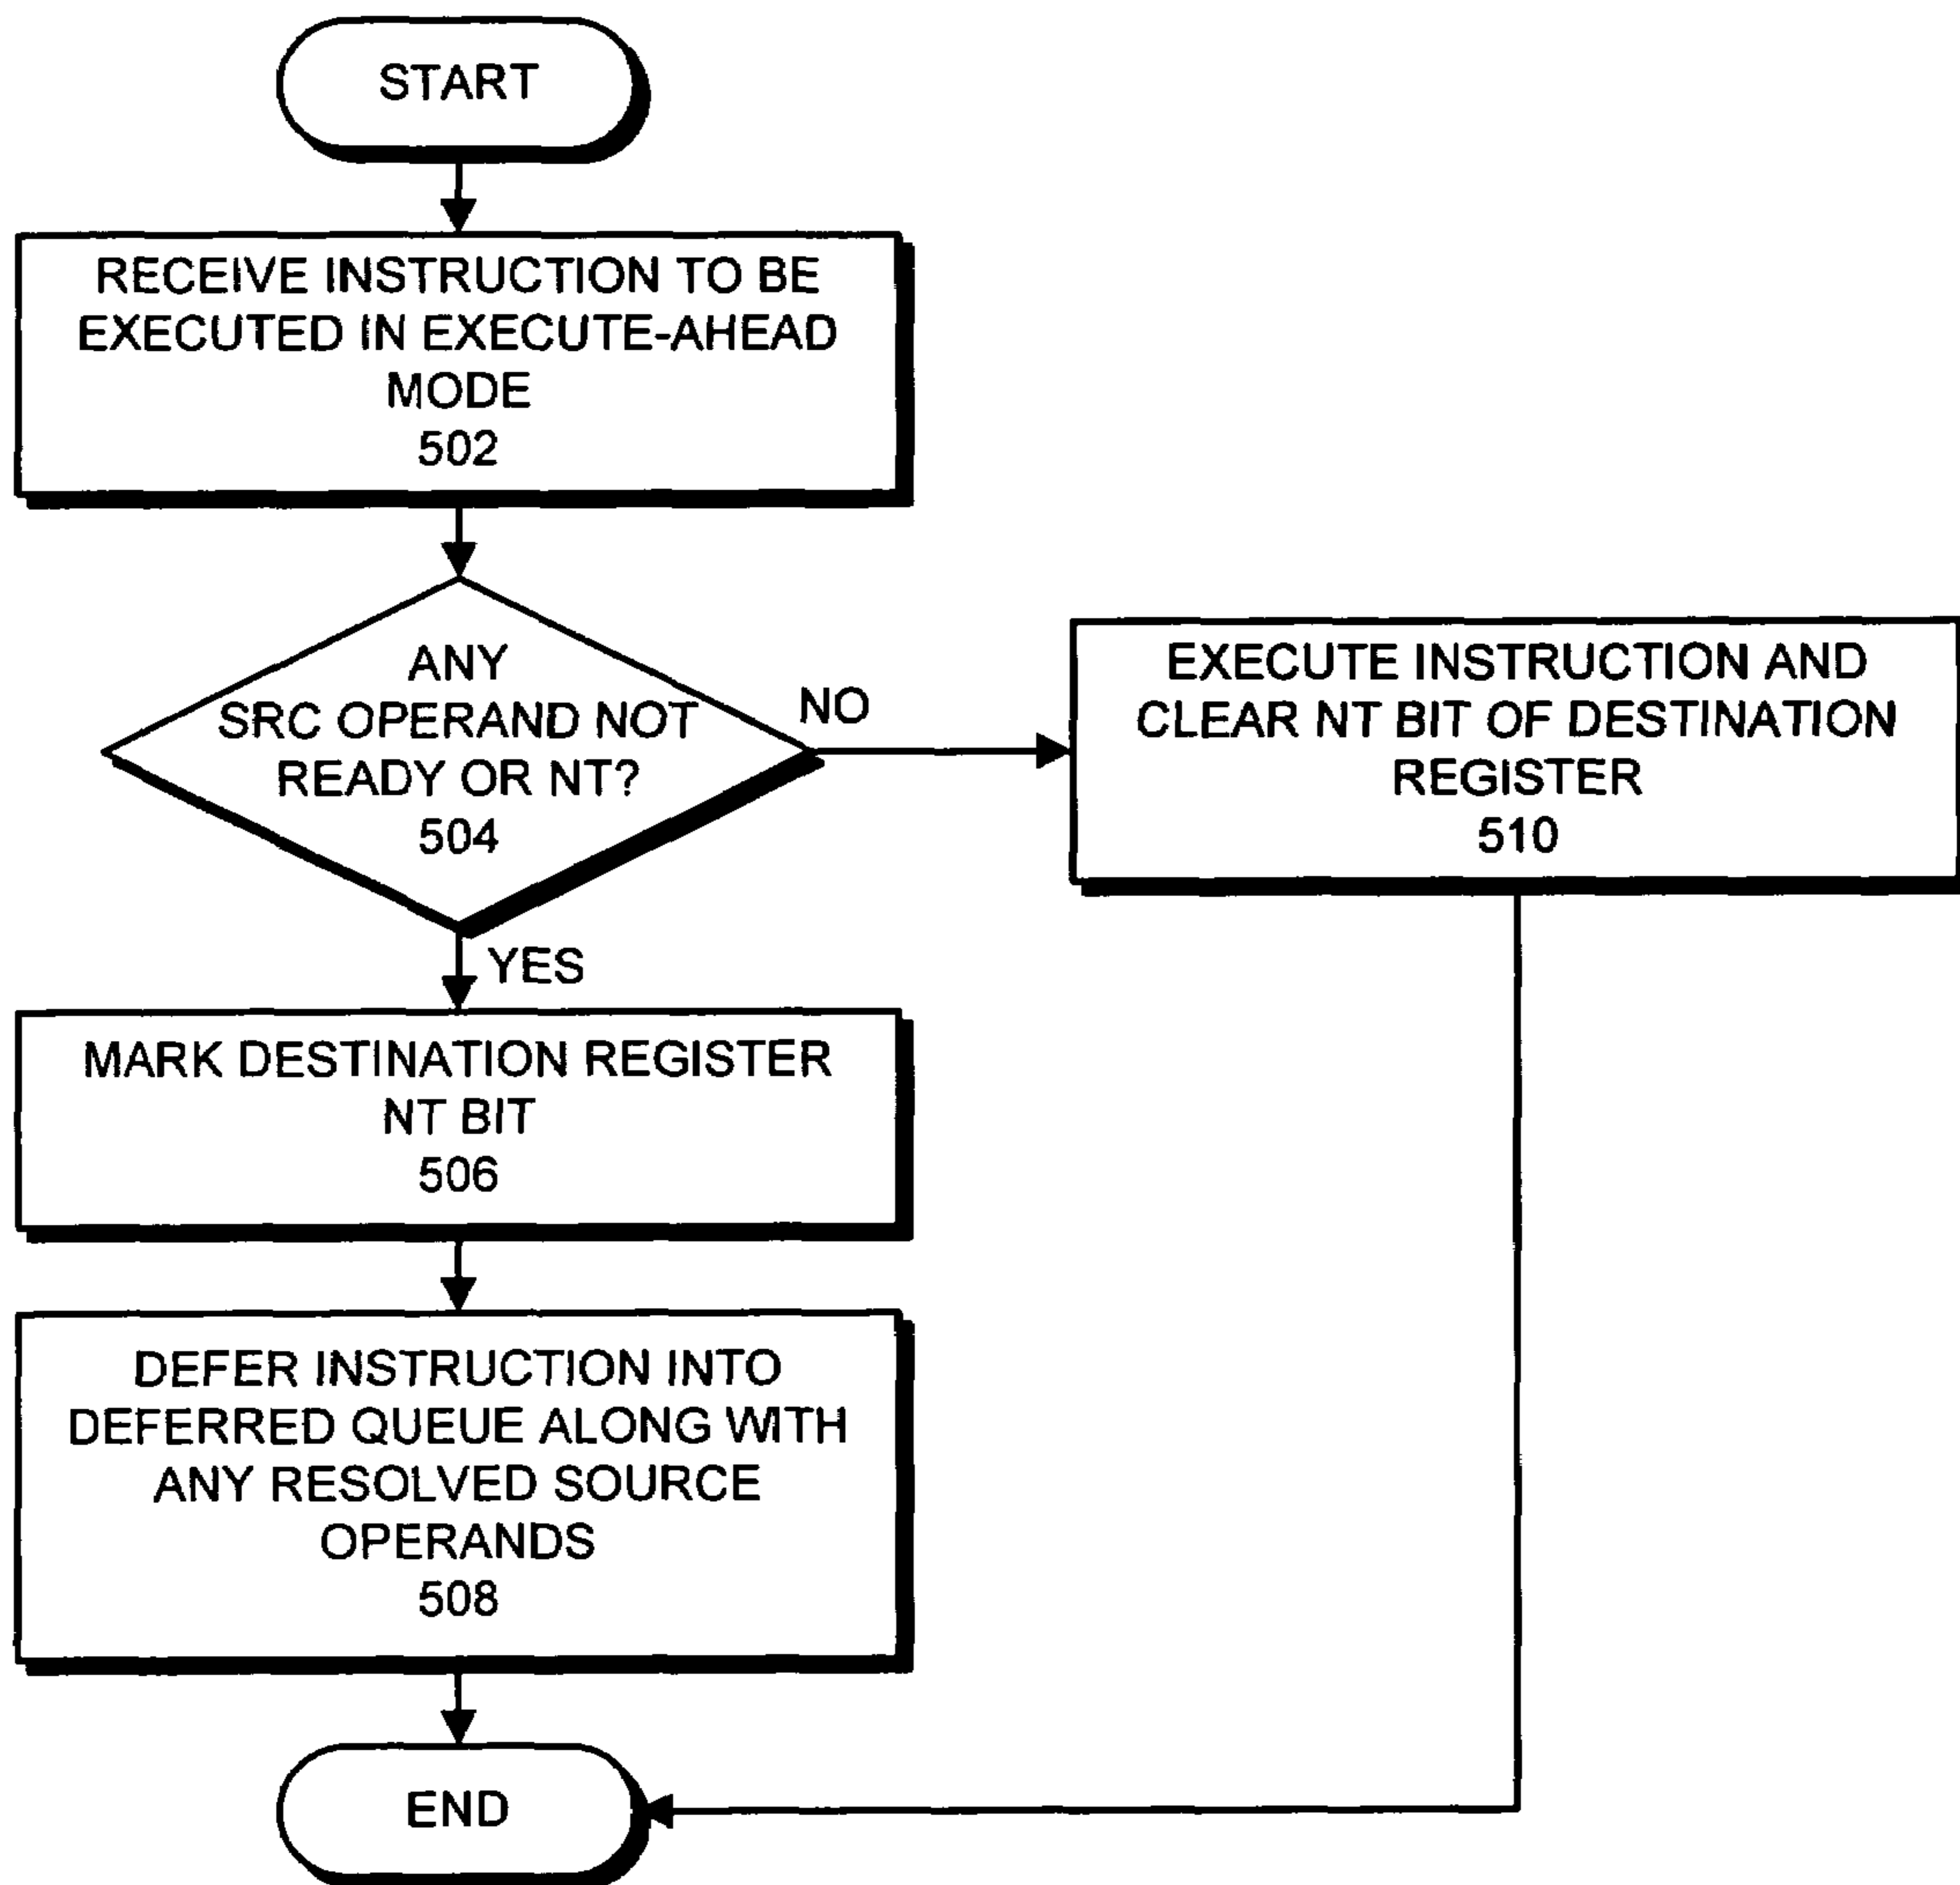 START
RECEIVE INSTRUCTION TO BE
EXECUTED IN EXECUTE-AHEAD
MODE
502
ANY
SRC OPERAND NOT
READY OR NT?
504
NO
EXECUTE INSTRUCTION AND
CLEAR NT BIT OF DESTINATION
REGISTER
510
YES
MARK DESTINATION REGISTER
NT BIT
506
DEFER INSTRUCTION INTO
DEFERRED QUEUE ALONG WITH
ANY RESOLVED SOURCE
OPERANDS
508
END